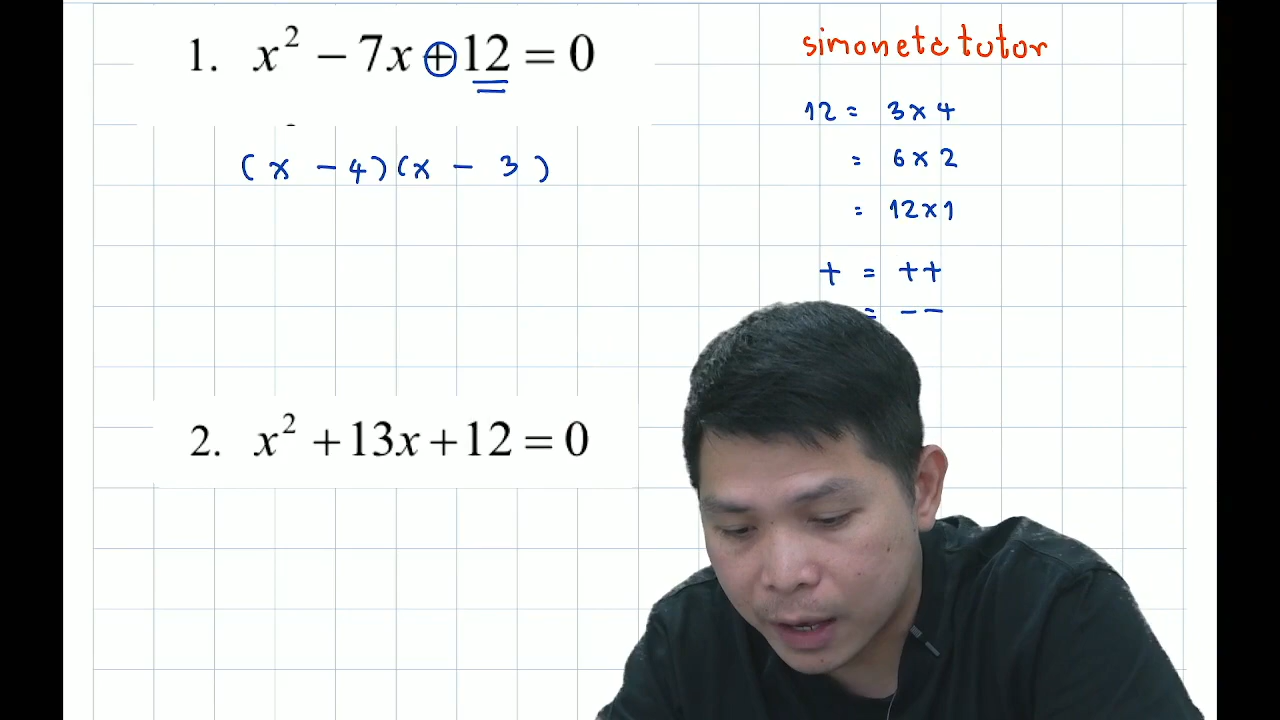 1. x² − 7x + 12 = 0
simonetc tutor
12 = 3 × 4
(x − 4)(x − 3)
= 6 × 2
= 12 × 1
+ = + +
= − −
2. x² + 13x + 12 = 0